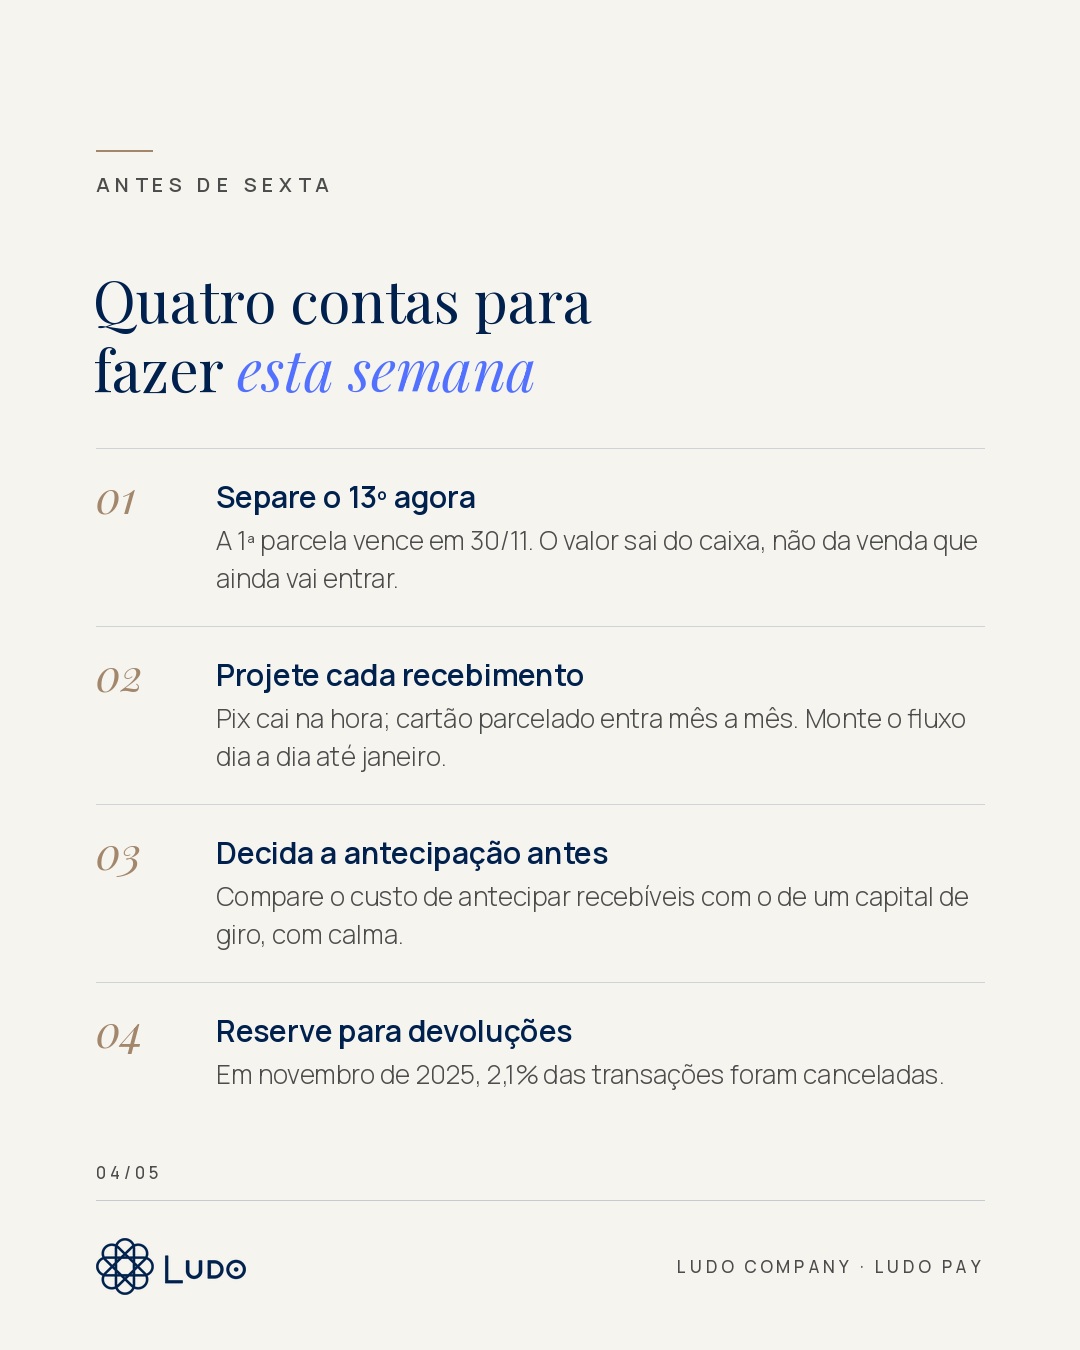 ANTES DE SEXTA
Quatro contas para
fazer esta semana
01
Separe o 13º agora
A 1ª parcela vence em 30/11. O valor sai do caixa, não da venda que
ainda vai entrar.
02
Projete cada recebimento
Pix cai na hora; cartão parcelado entra mês a mês. Monte o fluxo
dia a dia até janeiro.
03
Decida a antecipação antes
Compare o custo de antecipar recebíveis com o de um capital de
giro, com calma.
04
Reserve para devoluções
Em novembro de 2025, 2,1% das transações foram canceladas.
04/05
LUDO
LUDO COMPANY · LUDO PAY